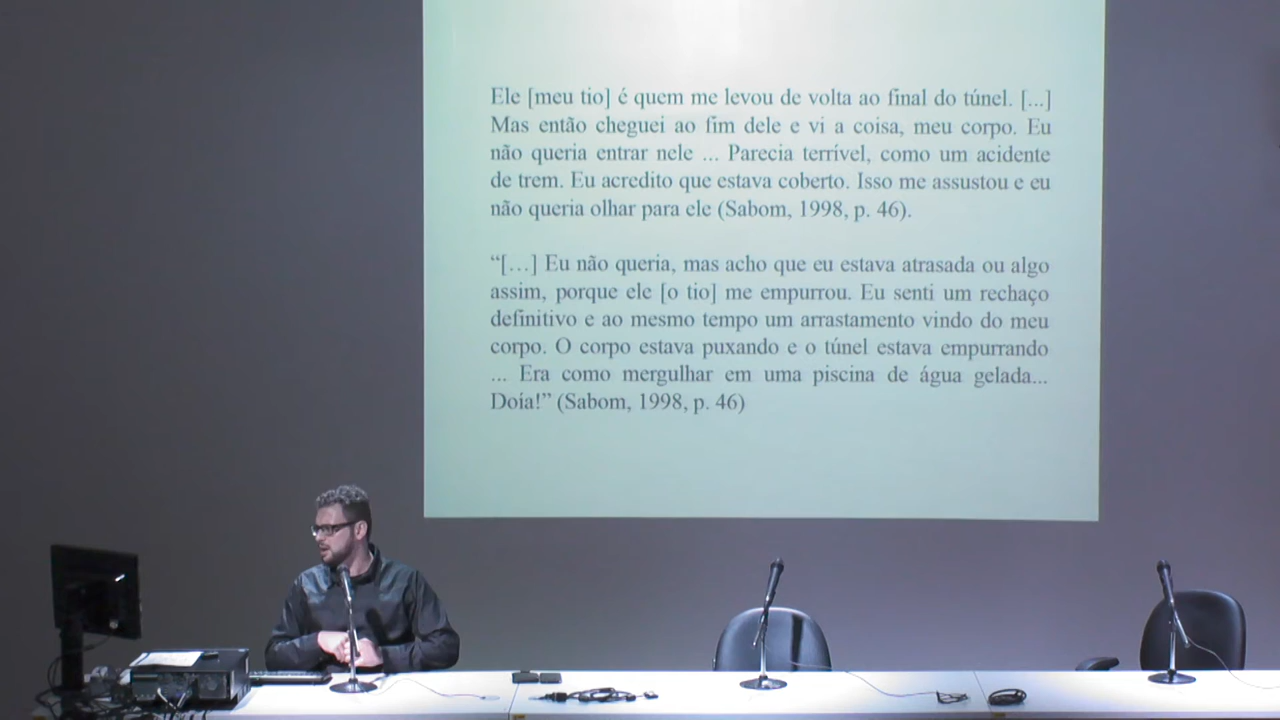 Ele [meu tio] é quem me levou de volta ao final do túnel. [...]
Mas então cheguei ao fim dele e vi a coisa, meu corpo. Eu
não queria entrar nele ... Parecia terrível, como um acidente
de trem. Eu acredito que estava coberto. Isso me assustou e eu
não queria olhar para ele (Sabom, 1998, p. 46).
“[…] Eu não queria, mas acho que eu estava atrasada ou algo
assim, porque ele [o tio] me empurrou. Eu senti um rechaço
definitivo e ao mesmo tempo um arrastamento vindo do meu
corpo. O corpo estava puxando e o túnel estava empurrando
... Era como mergulhar em uma piscina de água gelada...
Doia!” (Sabom, 1998, p. 46)